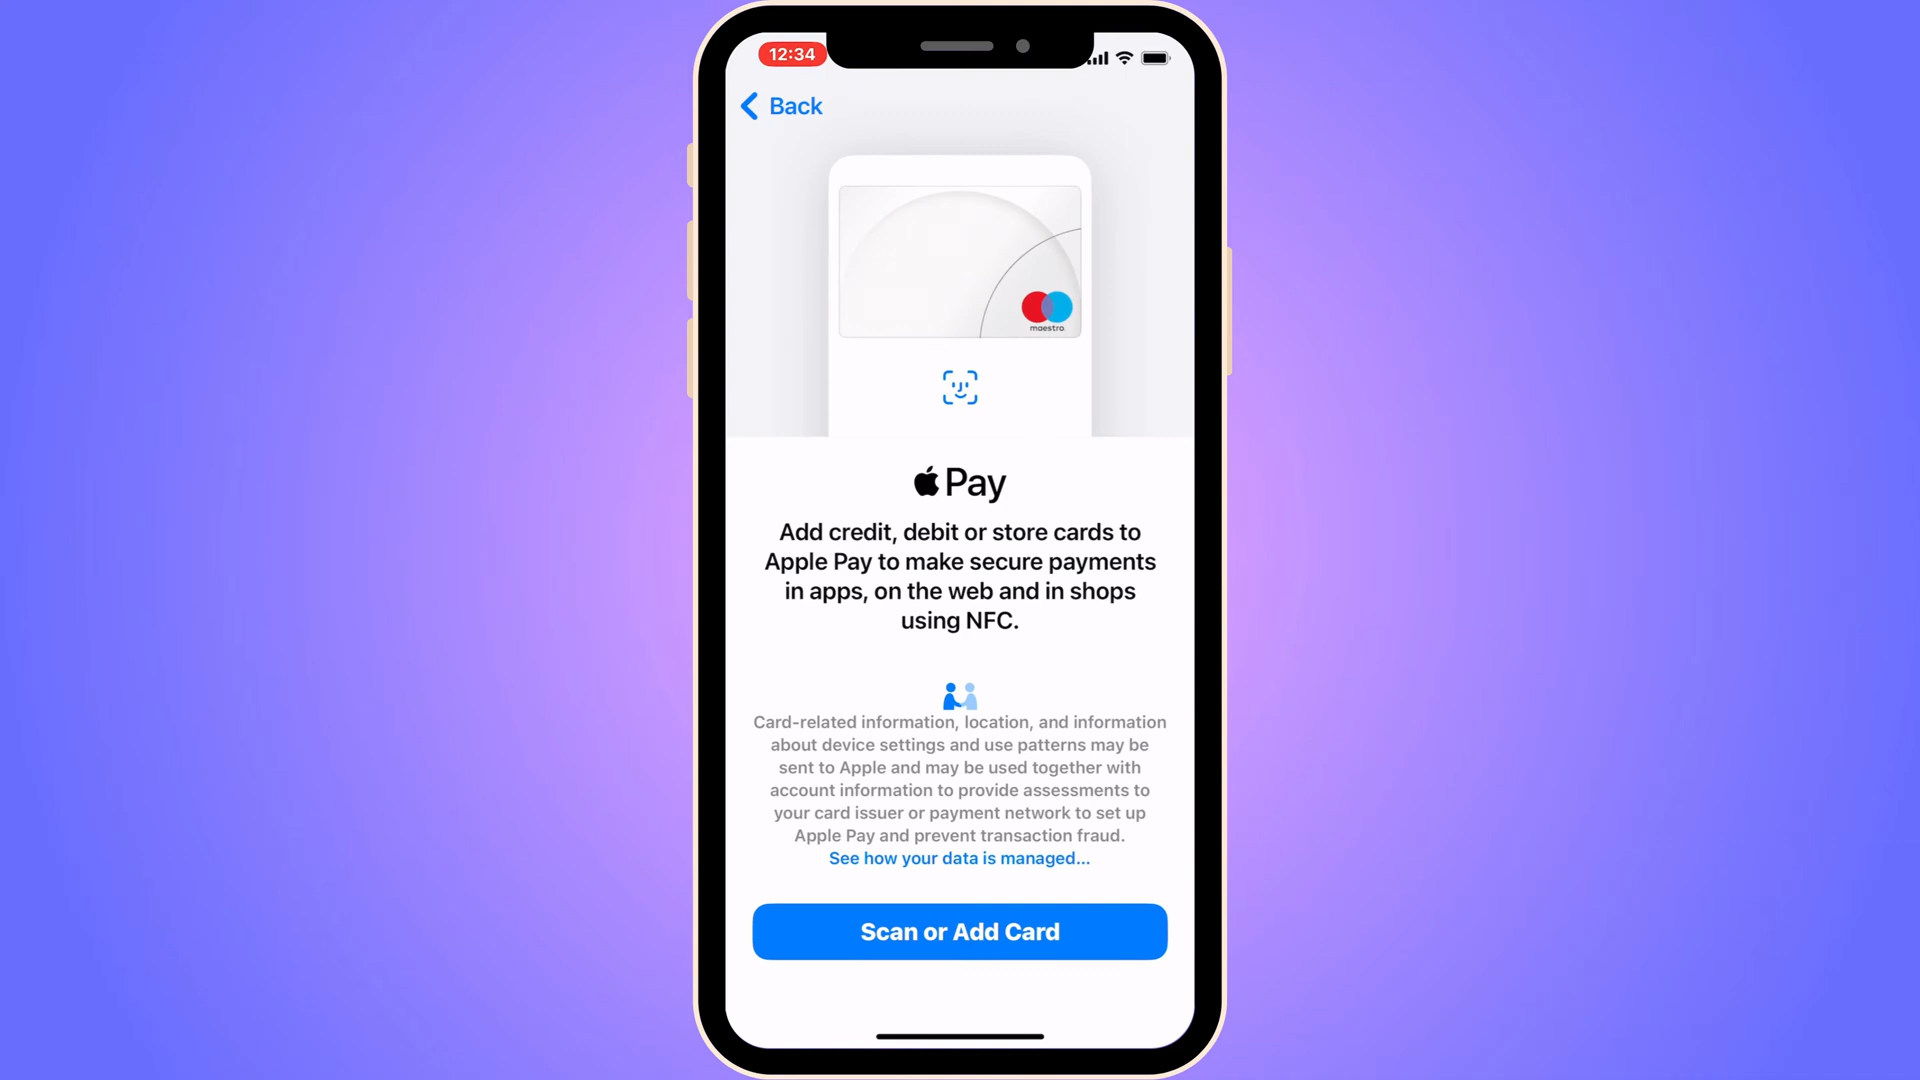 12:34
Back
maestro
Pay
Add credit, debit or store cards to
Apple Pay to make secure payments
in apps, on the web and in shops
using NFC.
Card-related information, location, and information
about device settings and use patterns may be
sent to Apple and may be used together with
account information to provide assessments to
your card issuer or payment network to set up
Apple Pay and prevent transaction fraud.
See how your data is managed...
Scan or Add Card